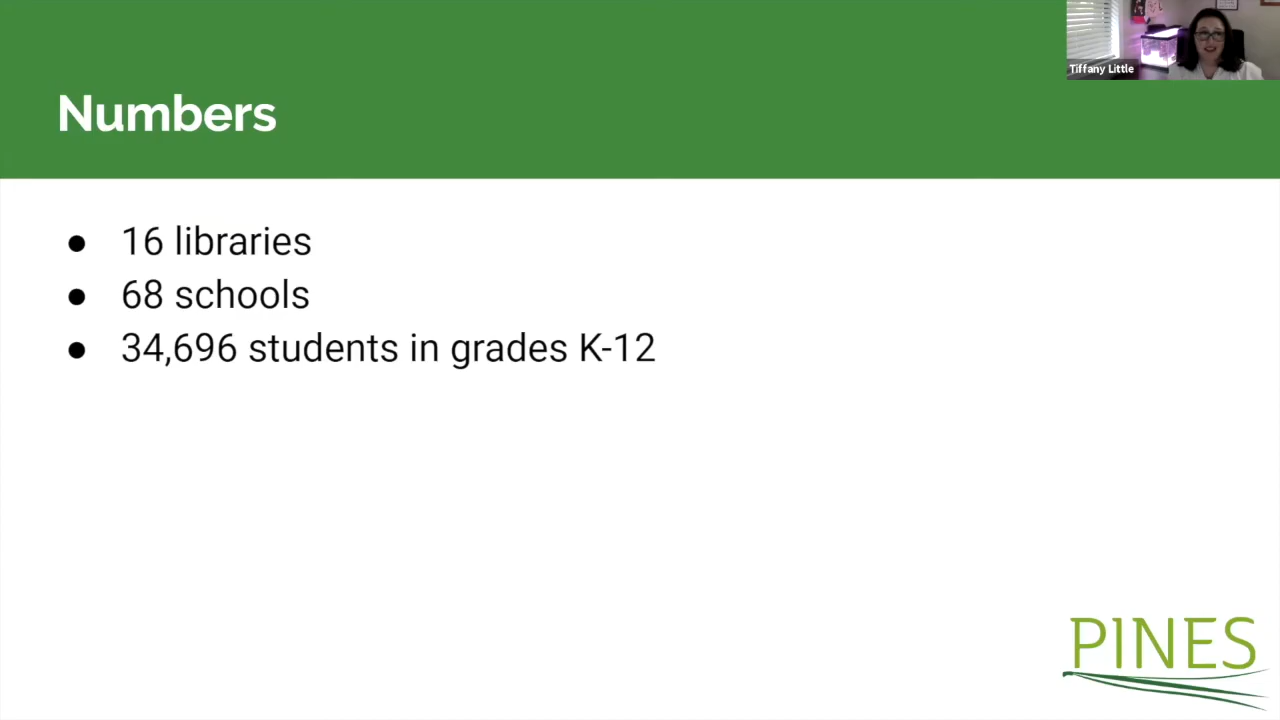 Tiffany Little
Numbers
● 16 libraries
● 68 schools
● 34,696 students in grades K-12
PINES